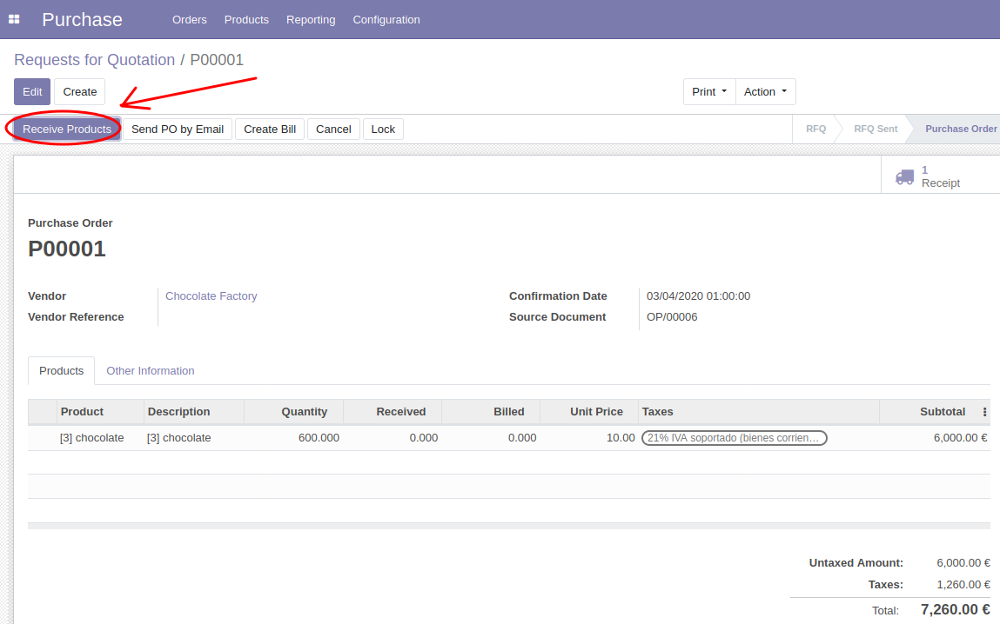 Purchase Orders Products Reporting Configuration
Requests for Quotation / P00001
Edit Create Print Action
Receive Products Send PO by Email Create Bill Cancel Lock RFQ RFQ Sent Purchase Order
1
Receipt
Purchase Order
P00001
Vendor Chocolate Factory Confirmation Date 03/04/2020 01:00:00
Vendor Reference Source Document OP/00006
Products Other Information
Product Description Quantity Received Billed Unit Price Taxes Subtotal
[3] chocolate [3] chocolate 600.000 0.000 0.000 10.00 21% IVA soportado (bienes corrien… 6,000.00 €
Untaxed Amount: 6,000.00 €
Taxes: 1,260.00 €
Total: 7,260.00 €